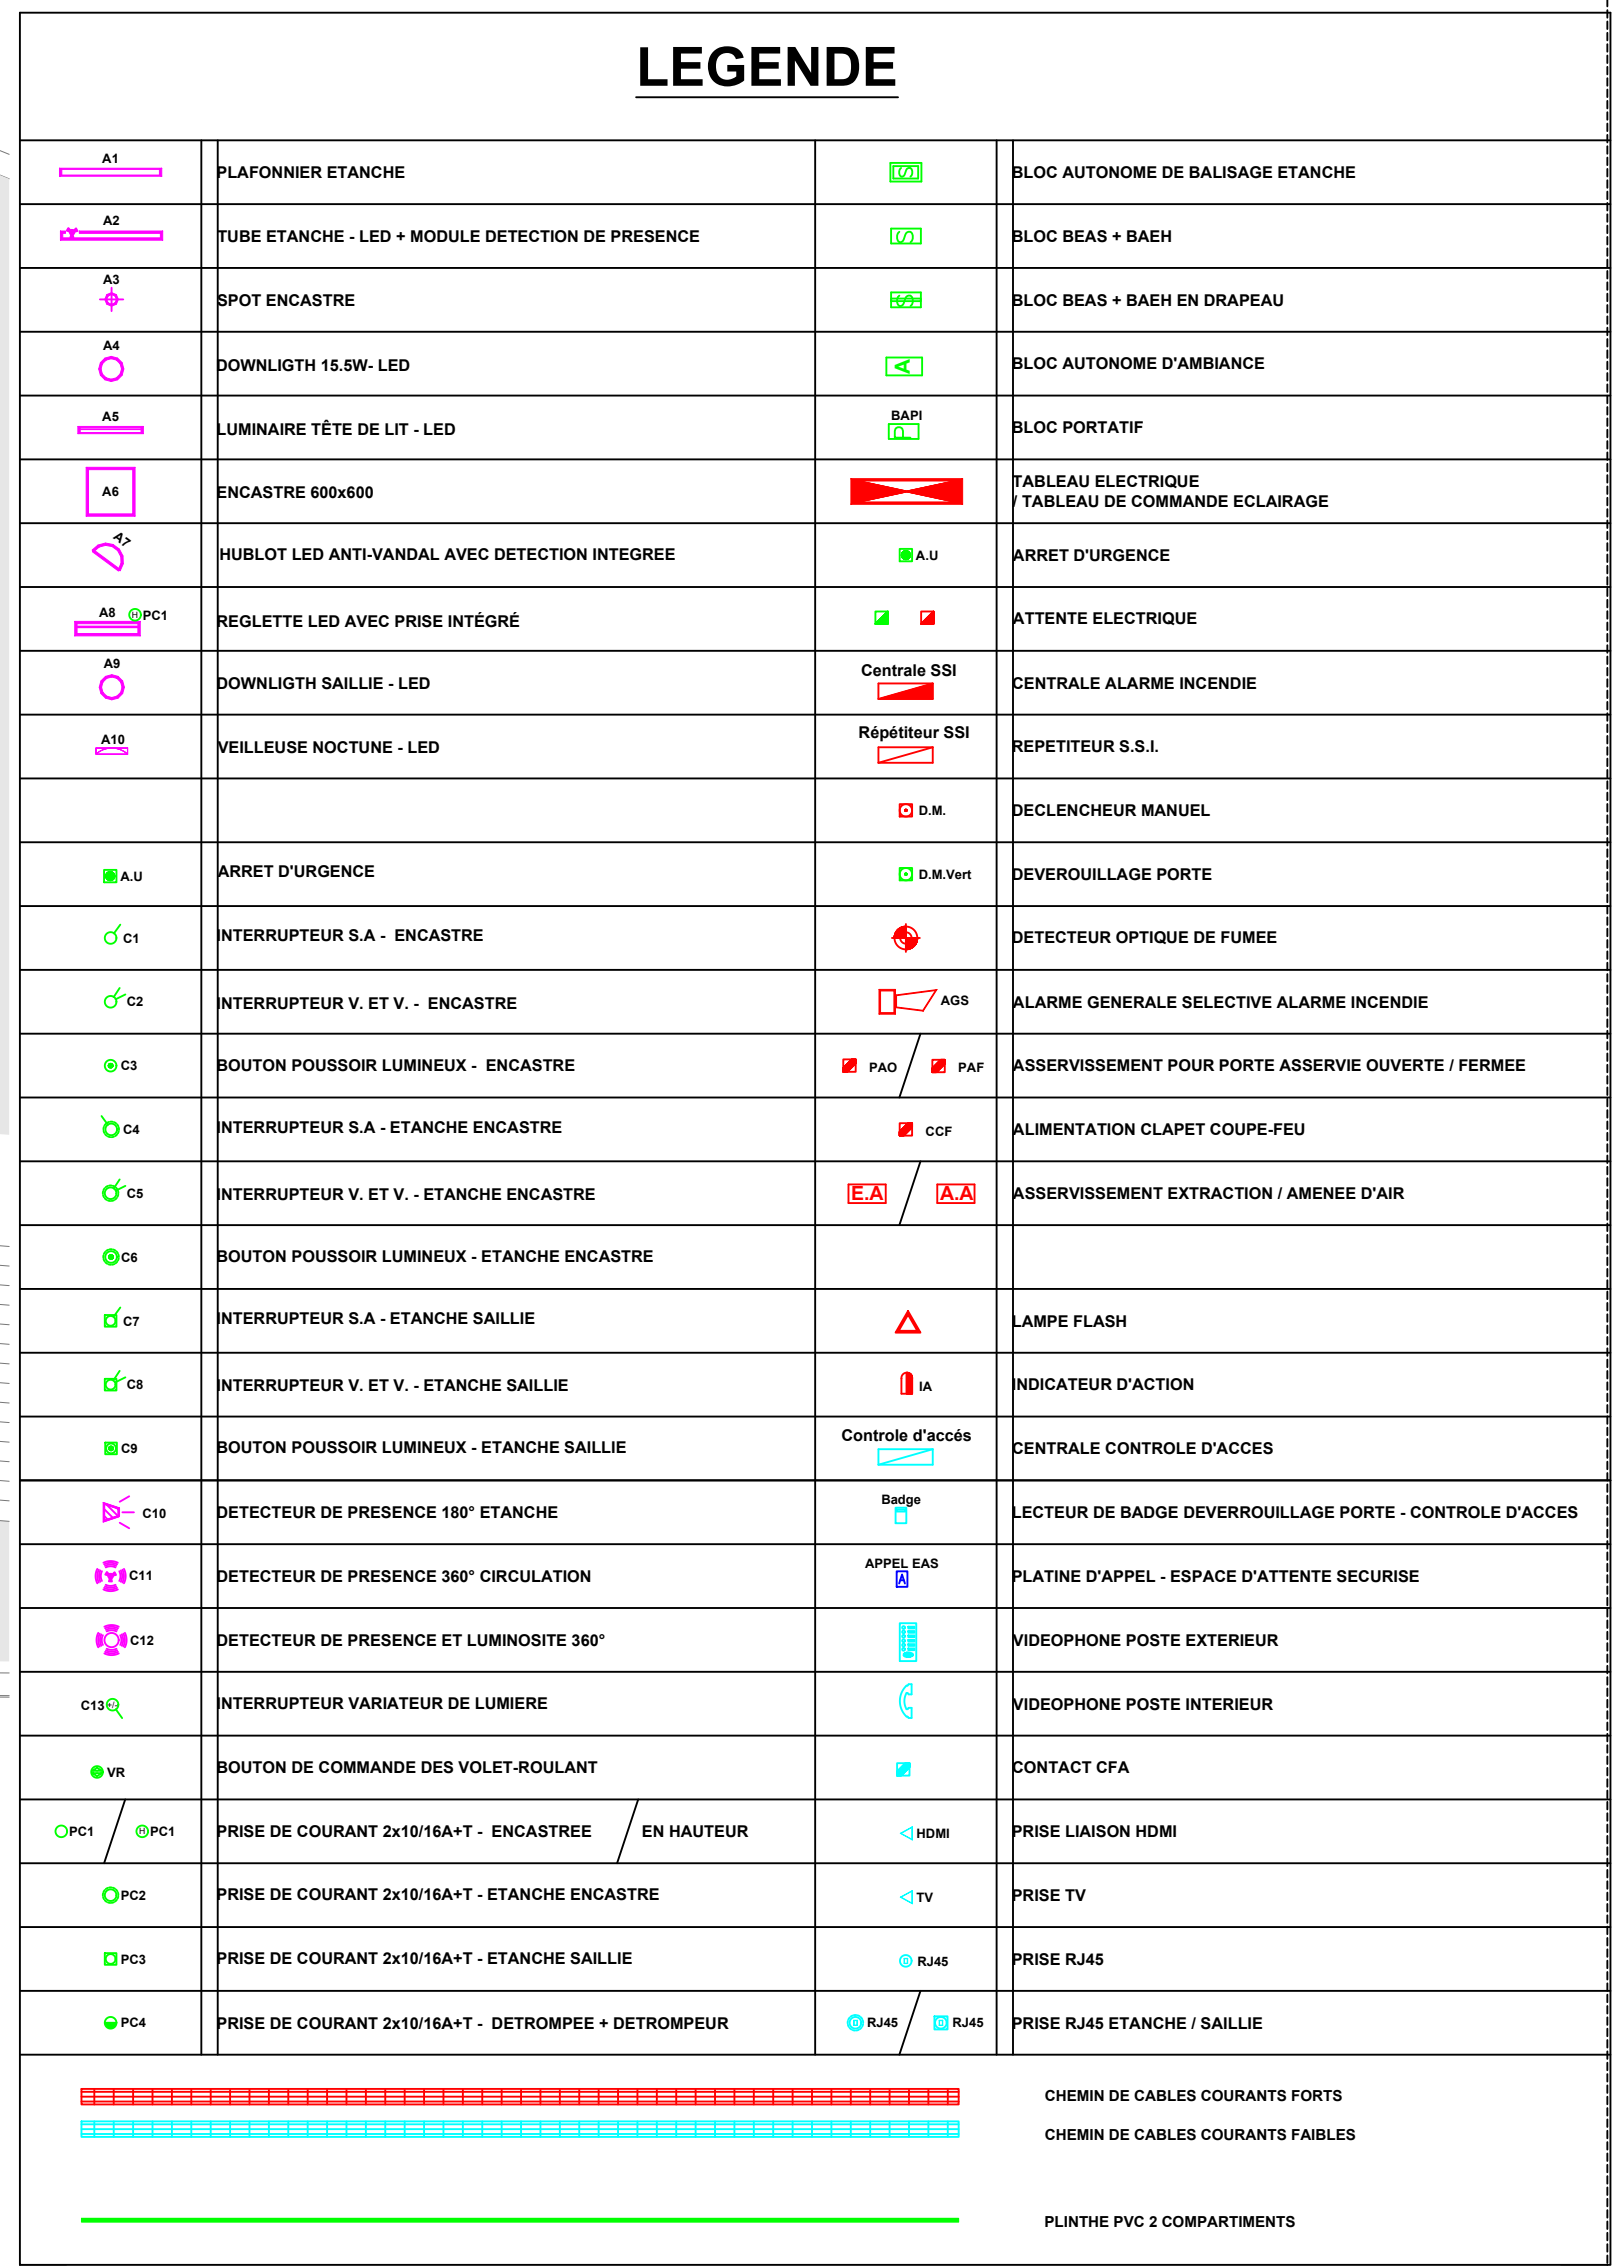 LEGENDE
A1
PLAFONNIER ETANCHE
S
BLOC AUTONOME DE BALISAGE ETANCHE
A2
TUBE ETANCHE - LED + MODULE DETECTION DE PRESENCE
S
BLOC BEAS + BAEH
A3
SPOT ENCASTRE
S
BLOC BEAS + BAEH EN DRAPEAU
A4
DOWNLIGTH 15.5W- LED
A
BLOC AUTONOME D'AMBIANCE
A5
LUMINAIRE TÊTE DE LIT - LED
BAPI
P
BLOC PORTATIF
A6
ENCASTRE 600x600
TABLEAU ELECTRIQUE
/ TABLEAU DE COMMANDE ECLAIRAGE
A7
HUBLOT LED ANTI-VANDAL AVEC DETECTION INTEGREE
A.U
ARRET D'URGENCE
A8
H PC1
REGLETTE LED AVEC PRISE INTÉGRÉ
ATTENTE ELECTRIQUE
A9
DOWNLIGTH SAILLIE - LED
Centrale SSI
CENTRALE ALARME INCENDIE
A10
VEILLEUSE NOCTUNE - LED
Répétiteur SSI
REPETITEUR S.S.I.
D.M.
DECLENCHEUR MANUEL
A.U
ARRET D'URGENCE
D.M.Vert
DEVEROUILLAGE PORTE
C1
INTERRUPTEUR S.A - ENCASTRE
DETECTEUR OPTIQUE DE FUMEE
C2
INTERRUPTEUR V. ET V. - ENCASTRE
AGS
ALARME GENERALE SELECTIVE ALARME INCENDIE
C3
BOUTON POUSSOIR LUMINEUX - ENCASTRE
PAO
PAF
ASSERVISSEMENT POUR PORTE ASSERVIE OUVERTE / FERMEE
C4
INTERRUPTEUR S.A - ETANCHE ENCASTRE
CCF
ALIMENTATION CLAPET COUPE-FEU
C5
INTERRUPTEUR V. ET V. - ETANCHE ENCASTRE
E.A
A.A
ASSERVISSEMENT EXTRACTION / AMENEE D'AIR
C6
BOUTON POUSSOIR LUMINEUX - ETANCHE ENCASTRE
C7
INTERRUPTEUR S.A - ETANCHE SAILLIE
LAMPE FLASH
C8
INTERRUPTEUR V. ET V. - ETANCHE SAILLIE
IA
INDICATEUR D'ACTION
C9
BOUTON POUSSOIR LUMINEUX - ETANCHE SAILLIE
Controle d'accés
CENTRALE CONTROLE D'ACCES
C10
DETECTEUR DE PRESENCE 180° ETANCHE
Badge
LECTEUR DE BADGE DEVERROUILLAGE PORTE - CONTROLE D'ACCES
C11
DETECTEUR DE PRESENCE 360° CIRCULATION
APPEL EAS
A
PLATINE D'APPEL - ESPACE D'ATTENTE SECURISE
C12
DETECTEUR DE PRESENCE ET LUMINOSITE 360°
VIDEOPHONE POSTE EXTERIEUR
C13 +/-
INTERRUPTEUR VARIATEUR DE LUMIERE
VIDEOPHONE POSTE INTERIEUR
VR
BOUTON DE COMMANDE DES VOLET-ROULANT
CONTACT CFA
PC1
H PC1
PRISE DE COURANT 2x10/16A+T - ENCASTREE
EN HAUTEUR
HDMI
PRISE LIAISON HDMI
PC2
PRISE DE COURANT 2x10/16A+T - ETANCHE ENCASTRE
TV
PRISE TV
PC3
PRISE DE COURANT 2x10/16A+T - ETANCHE SAILLIE
RJ45
PRISE RJ45
PC4
PRISE DE COURANT 2x10/16A+T - DETROMPEE + DETROMPEUR
RJ45
RJ45
PRISE RJ45 ETANCHE / SAILLIE
CHEMIN DE CABLES COURANTS FORTS
CHEMIN DE CABLES COURANTS FAIBLES
PLINTHE PVC 2 COMPARTIMENTS